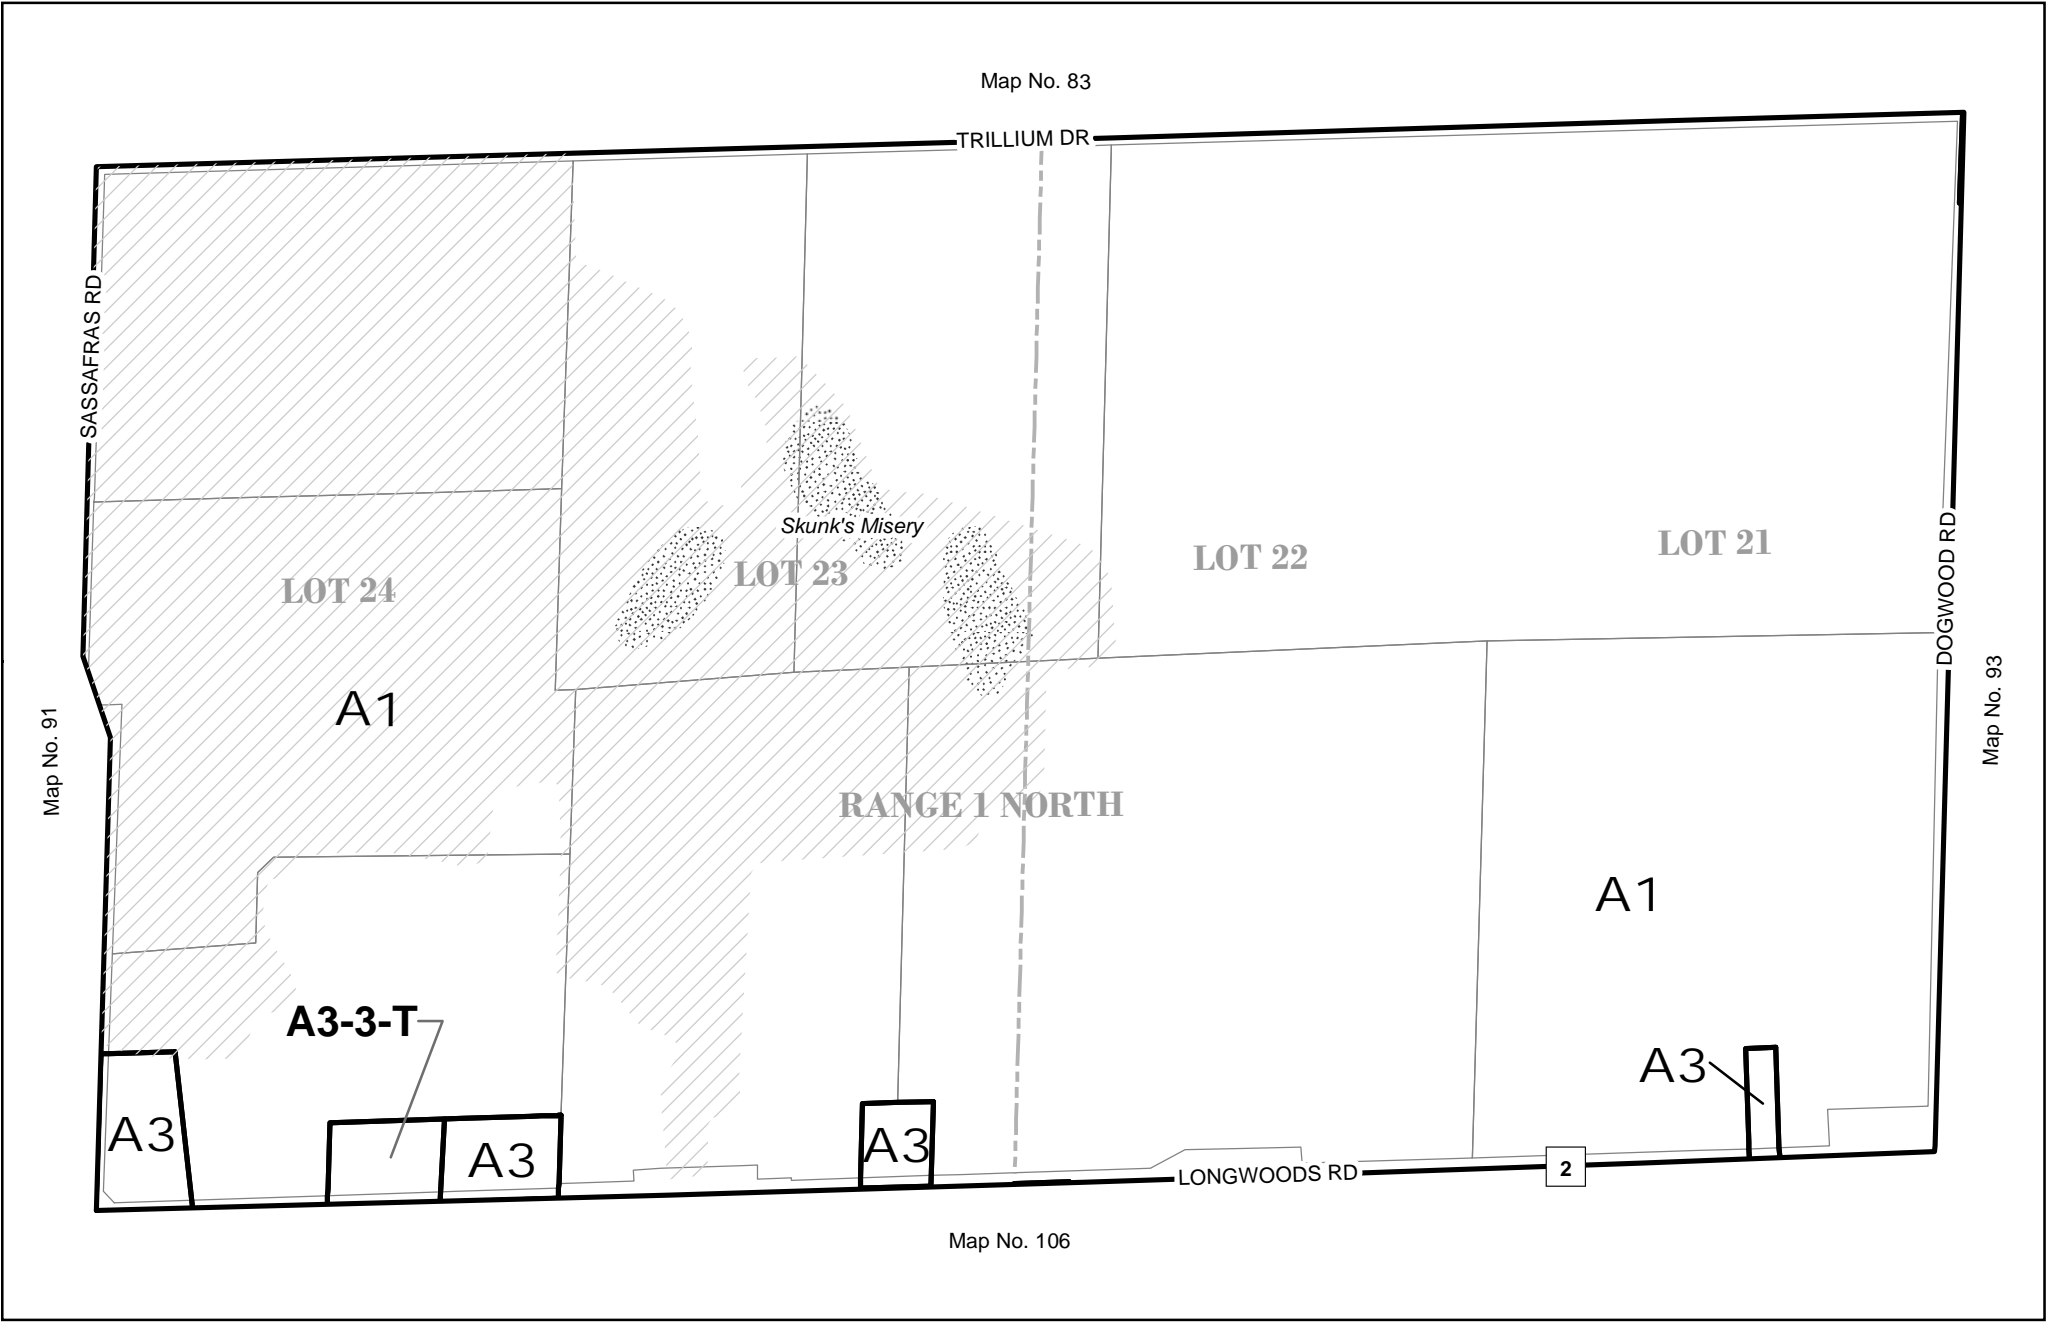 Map No. 83
TRILLIUM DR
SASSAFRAS RD
Skunk's Misery
LOT 24
LOT 23
LOT 22
LOT 21
DOGWOOD RD
Map No. 91
A1
Map No. 93
RANGE 1 NORTH
A1
A3-3-T
A3
A3
A3
A3
LONGWOODS RD
2
Map No. 106